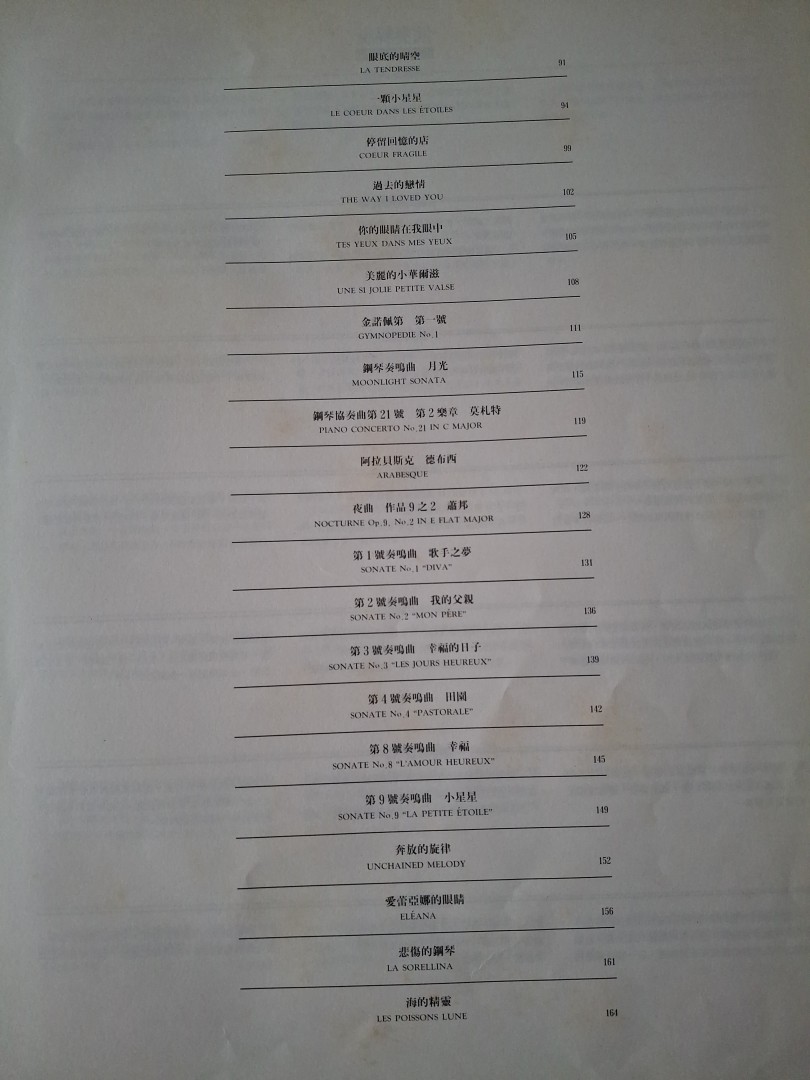 眼底的晴空
LA TENDRESSE
91
一顆小星星
LE COEUR DANS LES ÉTOILES
94
停留回憶的店
COEUR FRAGILE
99
過去的戀情
THE WAY I LOVED YOU
102
你的眼睛在我眼中
TES YEUX DANS MES YEUX
105
美麗的小華爾滋
UNE SI JOLIE PETITE VALSE
108
金諾佩第 第一號
GYMNOPEDIE No.1
111
鋼琴奏鳴曲 月光
MOONLIGHT SONATA
115
鋼琴協奏曲第21號 第2樂章 莫札特
PIANO CONCERTO No.21 IN C MAJOR
119
阿拉貝斯克 德布西
ARABESQUE
122
夜曲 作品9之2 蕭邦
NOCTURNE Op.9, No.2 IN E FLAT MAJOR
128
第1號奏鳴曲 歌手之夢
SONATE No.1 “DIVA”
131
第2號奏鳴曲 我的父親
SONATE No.2 “MON PÈRE”
136
第3號奏鳴曲 幸福的日子
SONATE No.3 “LES JOURS HEUREUX”
139
第4號奏鳴曲 田園
SONATE No.4 “PASTORALE”
142
第8號奏鳴曲 幸福
SONATE No.8 “L’AMOUR HEUREUX”
145
第9號奏鳴曲 小星星
SONATE No.9 “LA PETITE ÉTOILE”
149
奔放的旋律
UNCHAINED MELODY
152
愛蕾亞娜的眼睛
ELÉANA
156
悲傷的鋼琴
LA SORELLINA
161
海的精靈
LES POISSONS LUNE
164